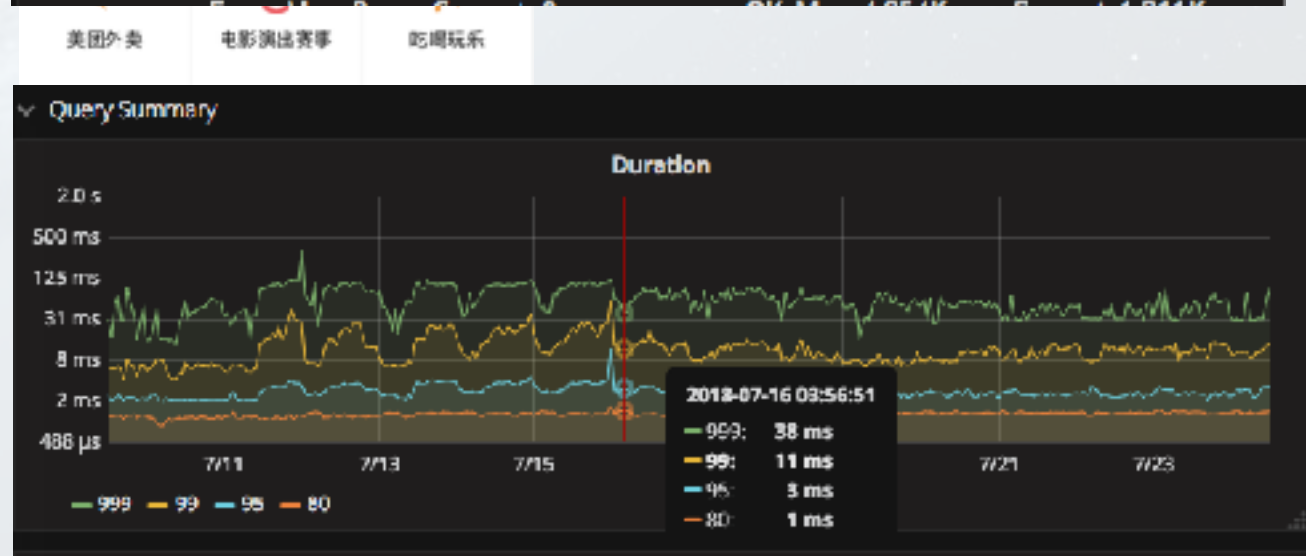 美团外卖 电影演出赛事 吃喝玩乐
Query Summary
Duration
2.0 s
500 ms
125 ms
31 ms
8 ms
2 ms
488 µs
7/11 7/13 7/15 7/21 7/23
999 99 95 80
2018-07-16 03:56:51
999: 38 ms
99: 11 ms
95: 3 ms
80: 1 ms